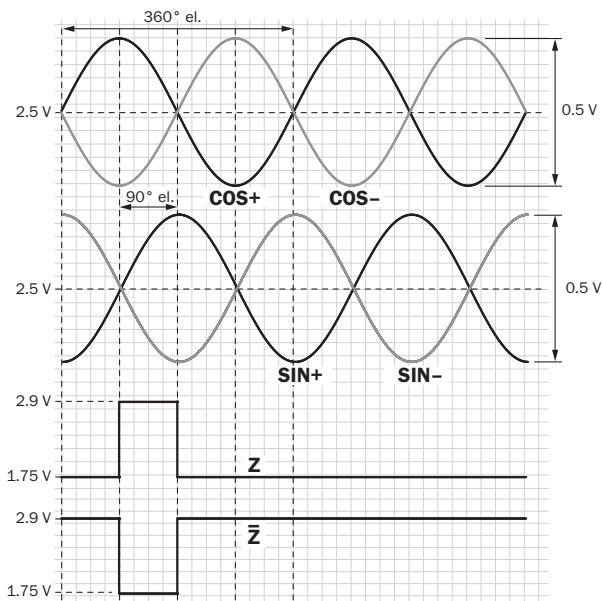 360° el.
2.5 V
0.5 V
COS+ COS–
90° el.
2.5 V
0.5 V
SIN+ SIN–
2.9 V
Z
1.75 V
2.9 V
Z̅
1.75 V